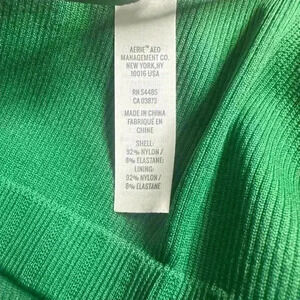 AERIE™ AEO
MANAGEMENT CO.
NEW YORK, NY
10016 USA
RN 54485
CA 03873
MADE IN CHINA
FABRIQUÉ EN
CHINE
SHELL:
92% NYLON /
8% ELASTANE;
LINING:
92% NYLON /
8% ELASTANE